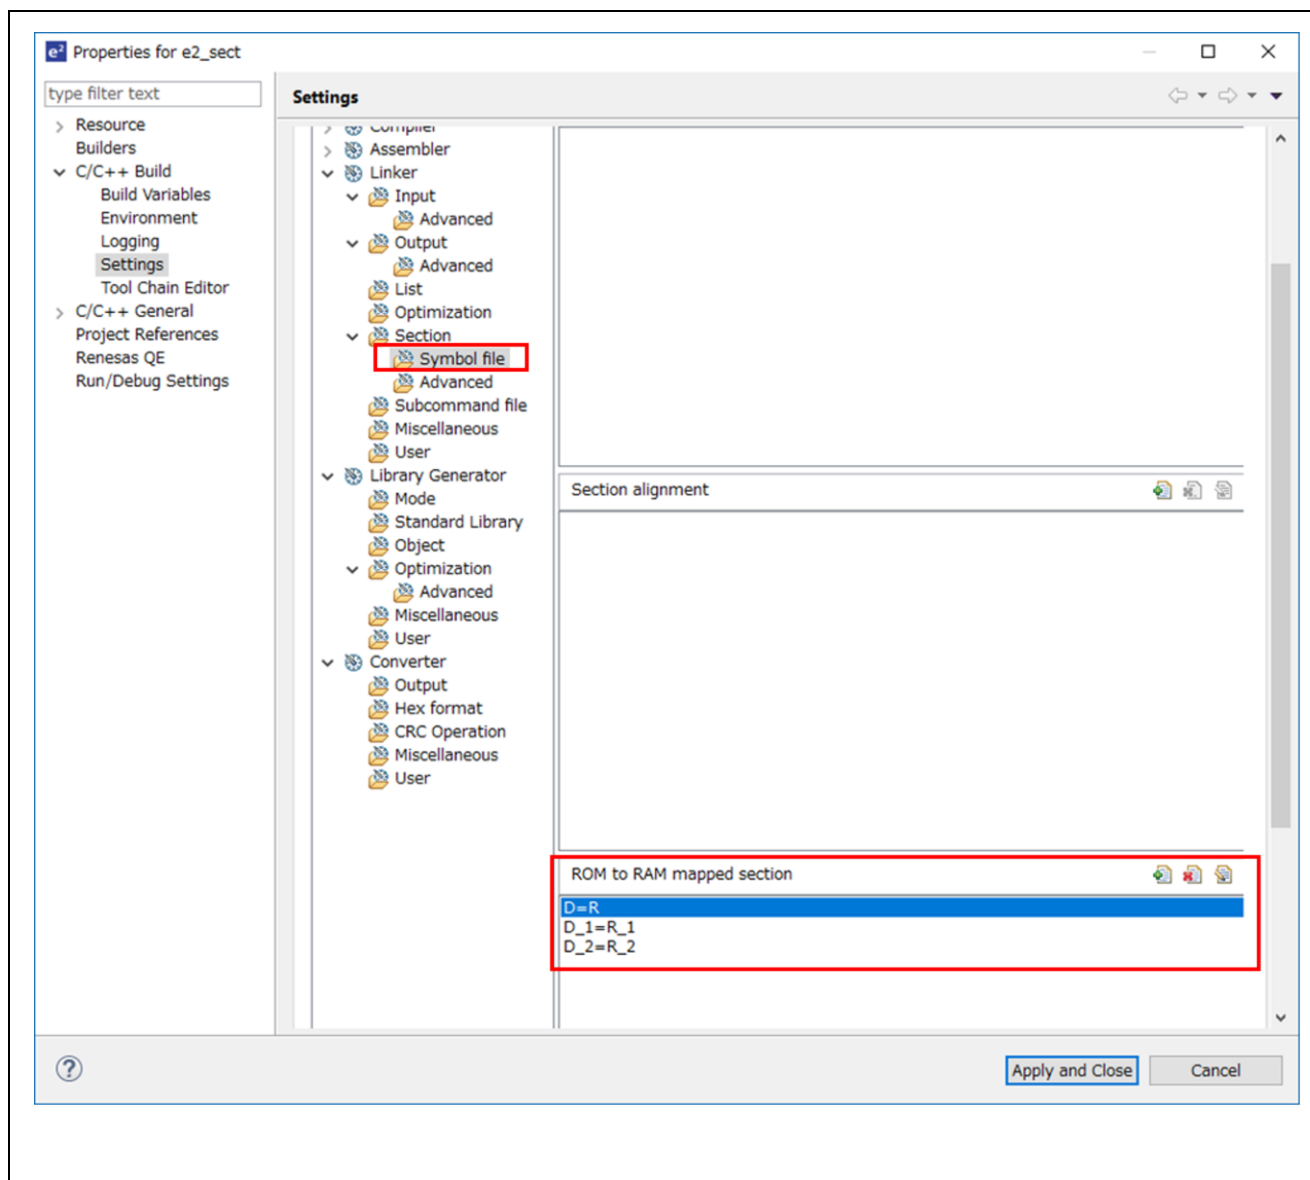 e² Properties for e2_sect
type filter text
Settings
Resource
Builders
C/C++ Build
Build Variables
Environment
Logging
Settings
Tool Chain Editor
C/C++ General
Project References
Renesas QE
Run/Debug Settings
Compiler
Assembler
Linker
Input
Advanced
Output
Advanced
List
Optimization
Section
Symbol file
Advanced
Subcommand file
Miscellaneous
User
Library Generator
Mode
Standard Library
Object
Optimization
Advanced
Miscellaneous
User
Converter
Output
Hex format
CRC Operation
Miscellaneous
User
Section alignment
ROM to RAM mapped section
D=R
D_1=R_1
D_2=R_2
?
Apply and Close
Cancel